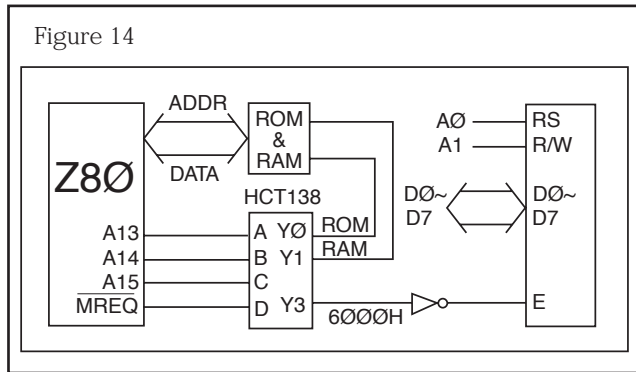 Figure 14
ADDR
DATA
Z8Ø
ROM
&
RAM
HCT138
A13
A14
A15
MREQ
A YØ
B Y1
C
D Y3
ROM
RAM
6ØØØH
AØ
A1
DØ~
D7
RS
R/W
DØ~
D7
E